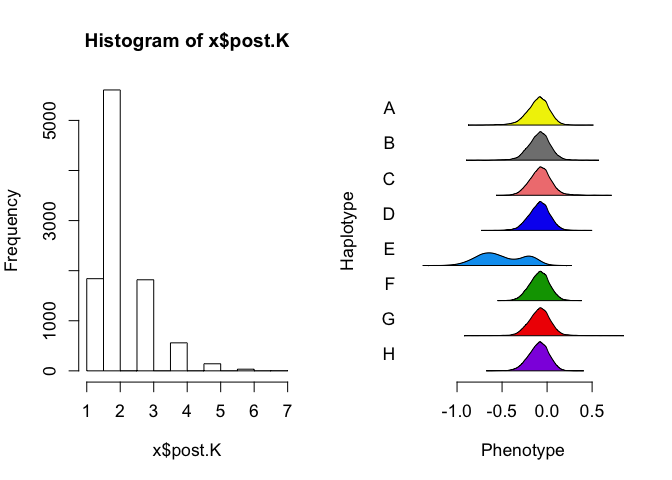 Histogram of x$post.K
Frequency
0
1000
3000
5000
1 2 3 4 5 6 7
x$post.K
Haplotype
A
B
C
D
E
F
G
H
-1.0 -0.5 0.0 0.5
Phenotype